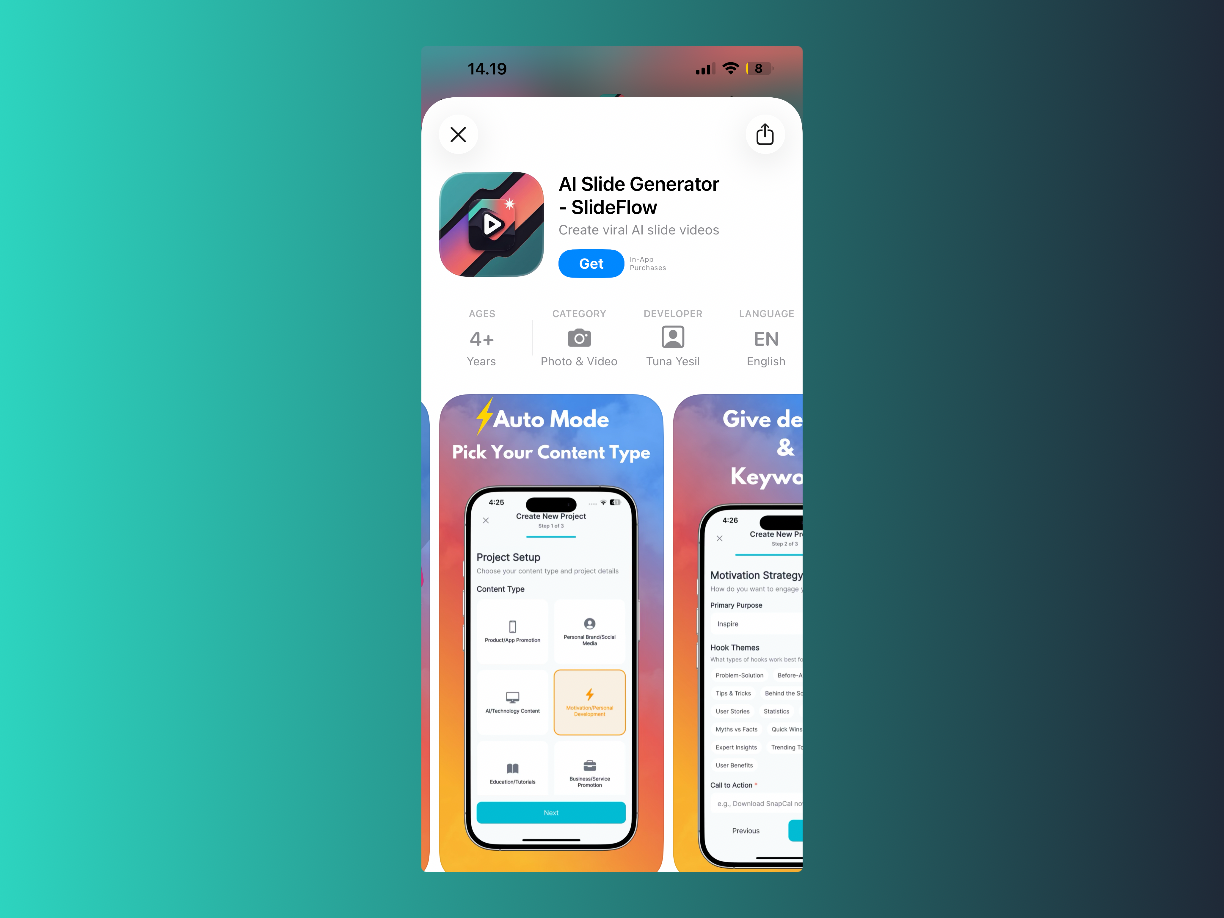 14.19
8
AI Slide Generator
- SlideFlow
Create viral AI slide videos
Get
In-App
Purchases
AGES
4+
Years
CATEGORY
Photo & Video
DEVELOPER
Tuna Yesil
LANGUAGE
EN
English
Auto Mode
Pick Your Content Type
4:26
Create New Project
Step 1 of 3
Project Setup
Choose your content type and project details
Content Type
Product/App Promotion
Personal Brand/Social
Media
AI/Technology Content
Motivation/Personal
Development
Education/Tutorials
Business/Service
Promotion
Next
Give de
&
Keywo
4:26
Create New Pr
Step 2 of 3
Motivation Strategy
How do you want to engage y
Primary Purpose
Inspire
Hook Themes
What types of hooks work best fo
Problem-Solution
Before-A
Tips & Tricks
Behind the Sc
User Stories
Statistics
Myths vs Facts
Quick Wins
Expert Insights
Trending To
User Benefits
Call to Action *
e.g., Download SnapCal no
Previous